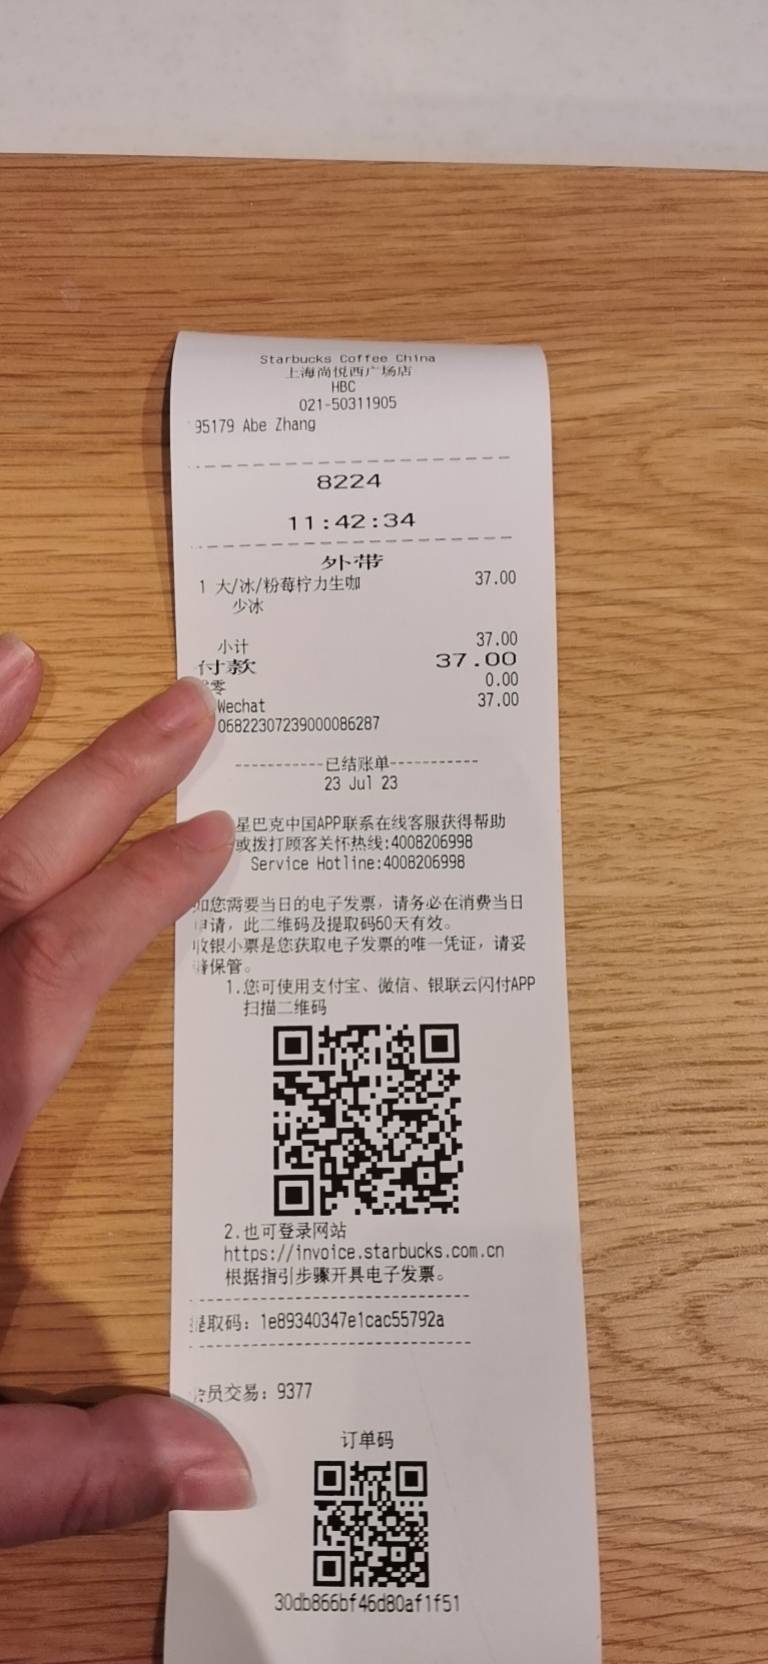 Starbucks Coffee China
上海尚悦西广场店
HBC
021-50311905
95179 Abe Zhang
8224
11:42:34
外带
1 大/冰/粉莓柠力生咖 37.00
少冰
小计 37.00
付款 37.00
零 0.00
Wechat 37.00
06822307239000086287
-----------已结账单-----------
23 Jul 23
星巴克中国APP联系在线客服获得帮助
或拨打顾客关怀热线:4008206998
Service Hotline:4008206998
如您需要当日的电子发票，请务必在消费当日
申请，此二维码及提取码60天有效。
收银小票是您获取电子发票的唯一凭证，请妥
善保管。
1.您可使用支付宝、微信、银联云闪付APP
扫描二维码
2.也可登录网站
https://invoice.starbucks.com.cn
根据指引步骤开具电子发票。
提取码: 1e89340347e1cac55792a
会员交易: 9377
订单码
30db866bf46d80af1f51